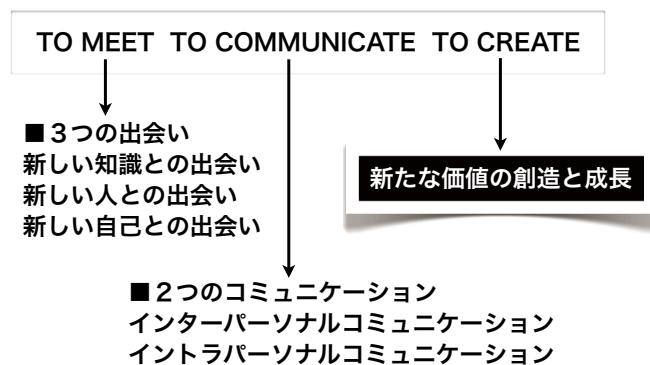 TO MEET TO COMMUNICATE TO CREATE
■３つの出会い
新しい知識との出会い
新しい人との出会い
新しい自己との出会い
新たな価値の創造と成長
■２つのコミュニケーション
インターパーソナルコミュニケーション
イントラパーソナルコミュニケーション